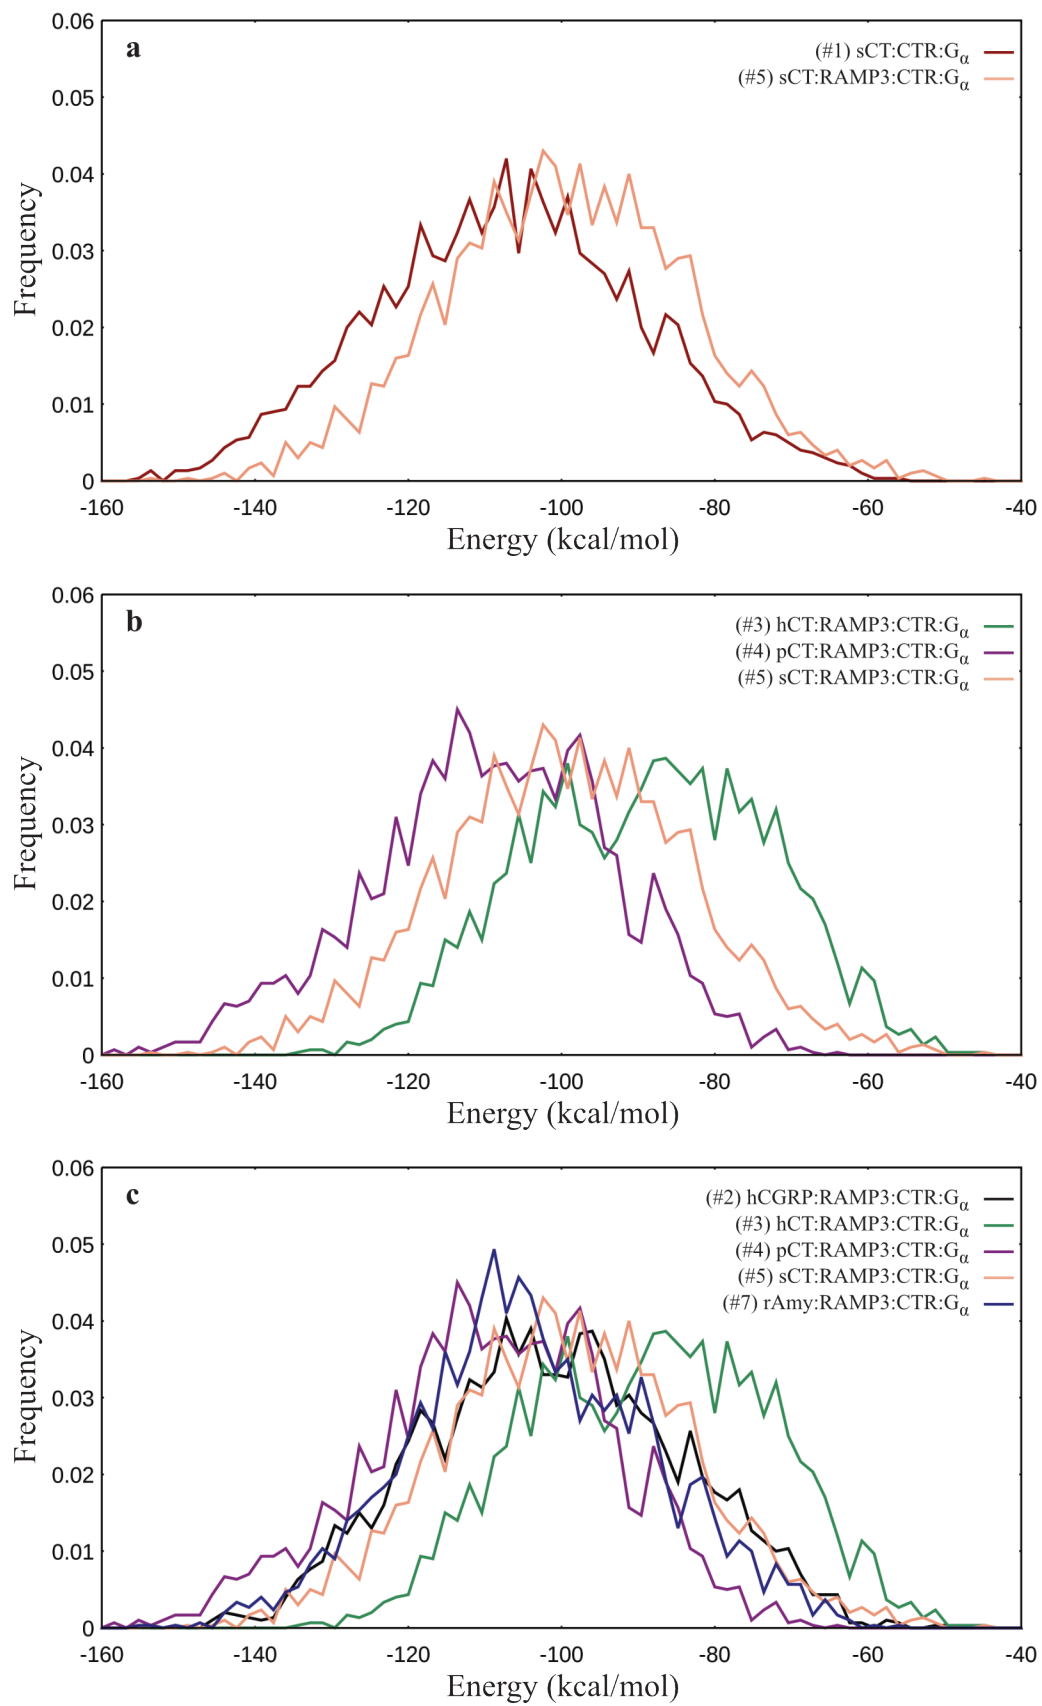 a
(#1) sCT:CTR:Gα
(#5) sCT:RAMP3:CTR:Gα
0.06
0.05
0.04
0.03
0.02
0.01
0
Frequency
-160 -140 -120 -100 -80 -60 -40
Energy (kcal/mol)
b
(#3) hCT:RAMP3:CTR:Gα
(#4) pCT:RAMP3:CTR:Gα
(#5) sCT:RAMP3:CTR:Gα
0.06
0.05
0.04
0.03
0.02
0.01
0
Frequency
-160 -140 -120 -100 -80 -60 -40
Energy (kcal/mol)
c
(#2) hCGRP:RAMP3:CTR:Gα
(#3) hCT:RAMP3:CTR:Gα
(#4) pCT:RAMP3:CTR:Gα
(#5) sCT:RAMP3:CTR:Gα
(#7) rAmy:RAMP3:CTR:Gα
0.06
0.05
0.04
0.03
0.02
0.01
0
Frequency
-160 -140 -120 -100 -80 -60 -40
Energy (kcal/mol)